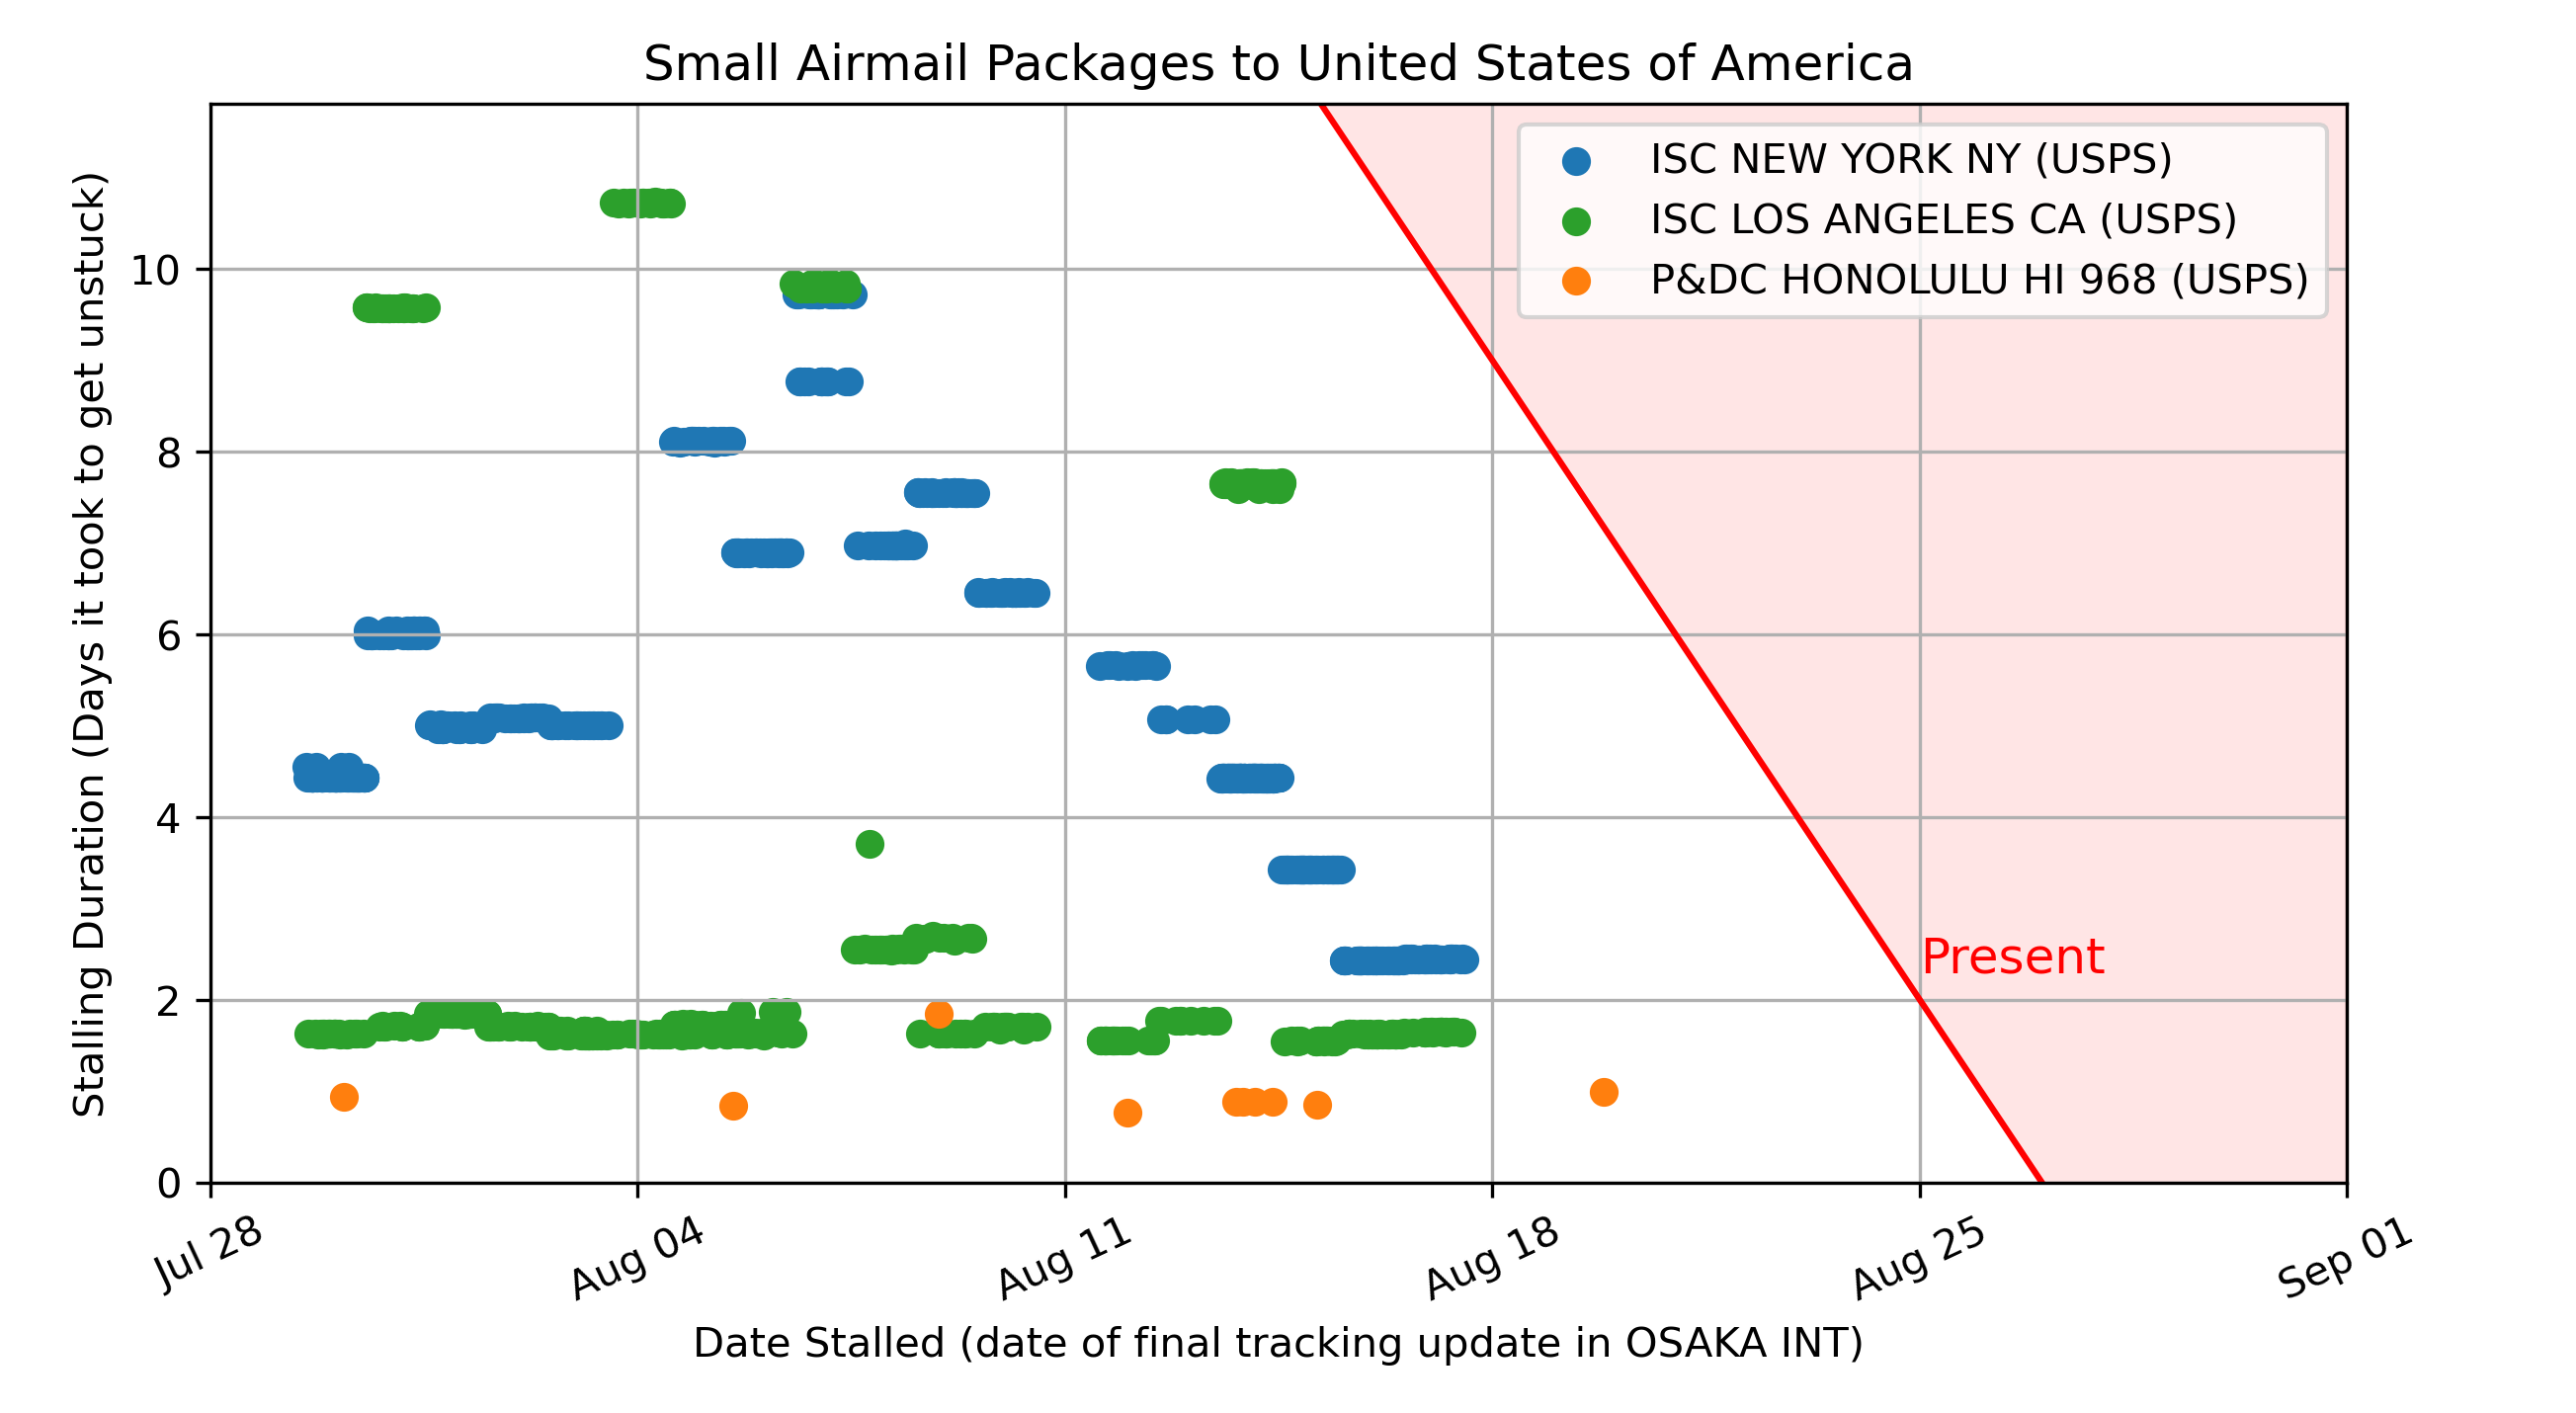 Small Airmail Packages to United States of America
ISC NEW YORK NY (USPS)
ISC LOS ANGELES CA (USPS)
P&DC HONOLULU HI 968 (USPS)
Stalling Duration (Days it took to get unstuck)
10
8
6
4
2
0
Present
Jul 28
Aug 04
Aug 11
Aug 18
Aug 25
Sep 01
Date Stalled (date of final tracking update in OSAKA INT)